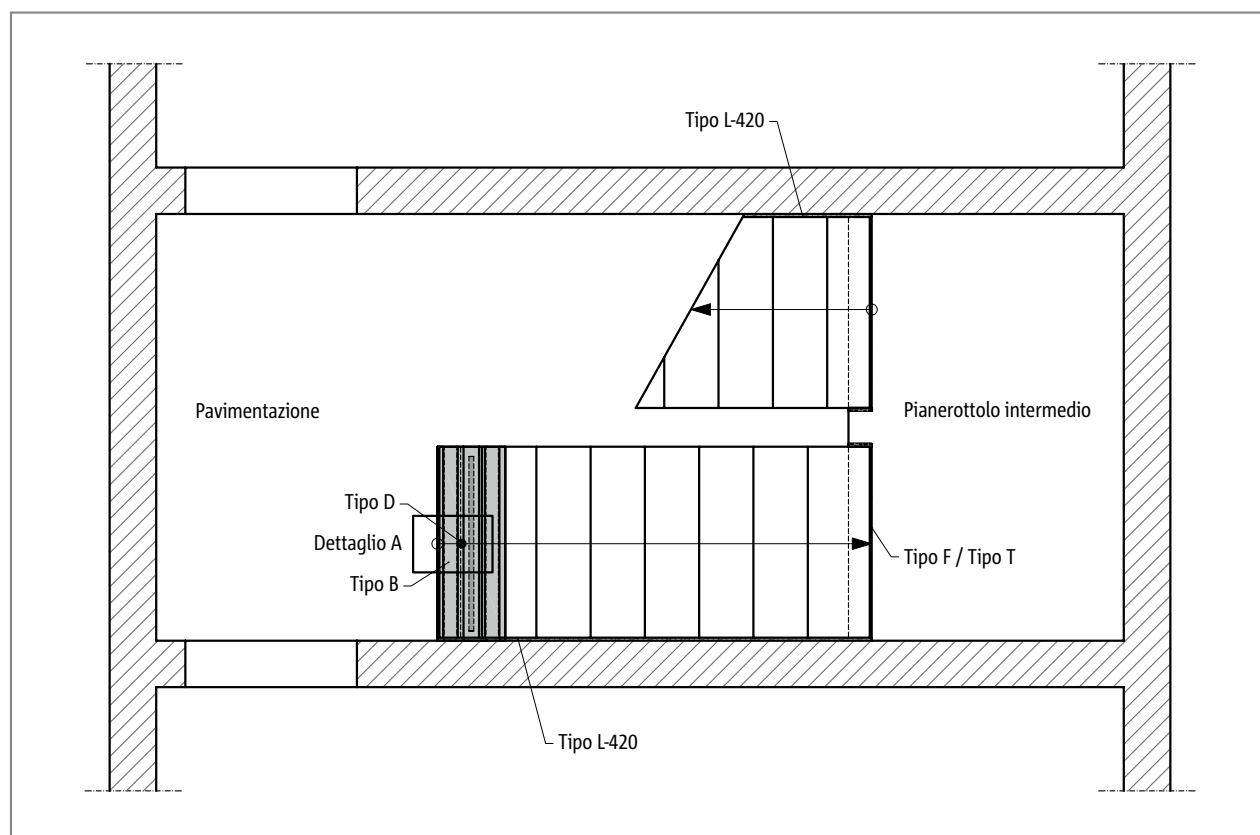 Tipo L-420
Pavimentazione
Pianerottolo intermedio
Tipo D
Dettaglio A
Tipo F / Tipo T
Tipo B
Tipo L-420